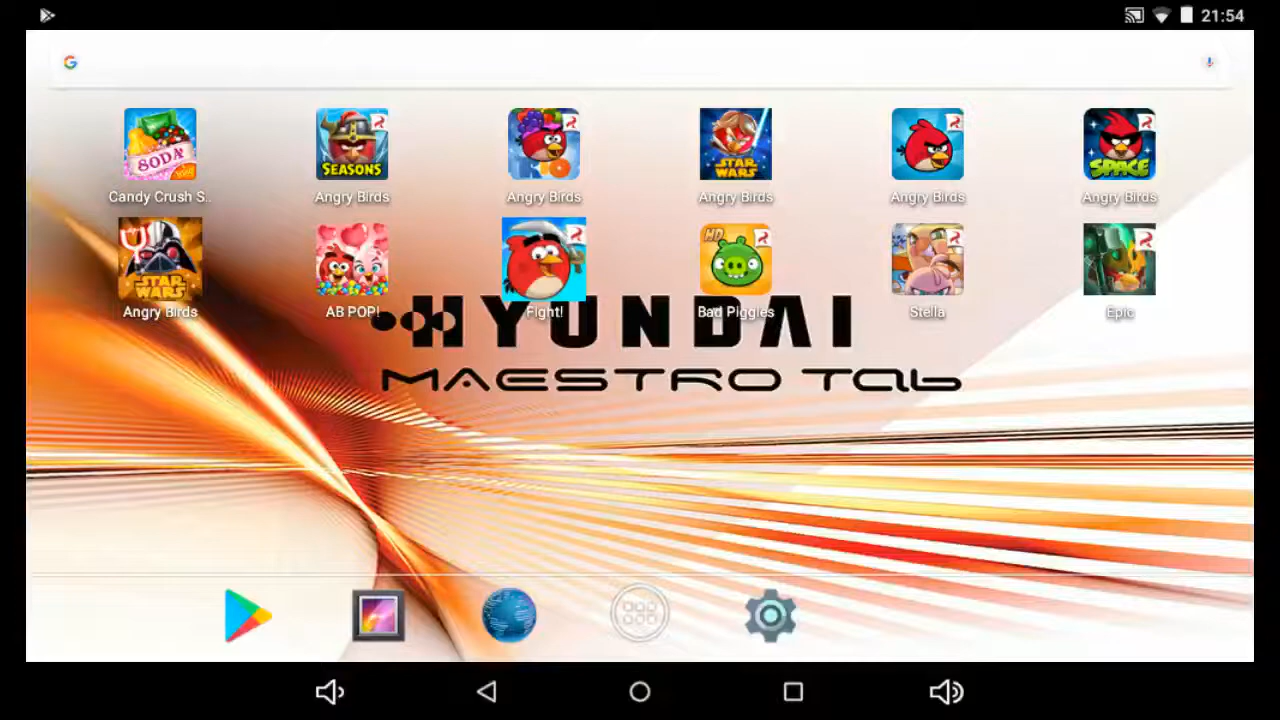 21:54
SODA
SEASONS
STAR
WARS
SPACE
Candy Crush S..
Angry Birds
Angry Birds
Angry Birds
Angry Birds
Angry Birds
STAR
WARS
HD
Angry Birds
AB POP!
Fight!
Bad Piggies
Stella
Epic
HYUNDAI
MAESTRO Tab